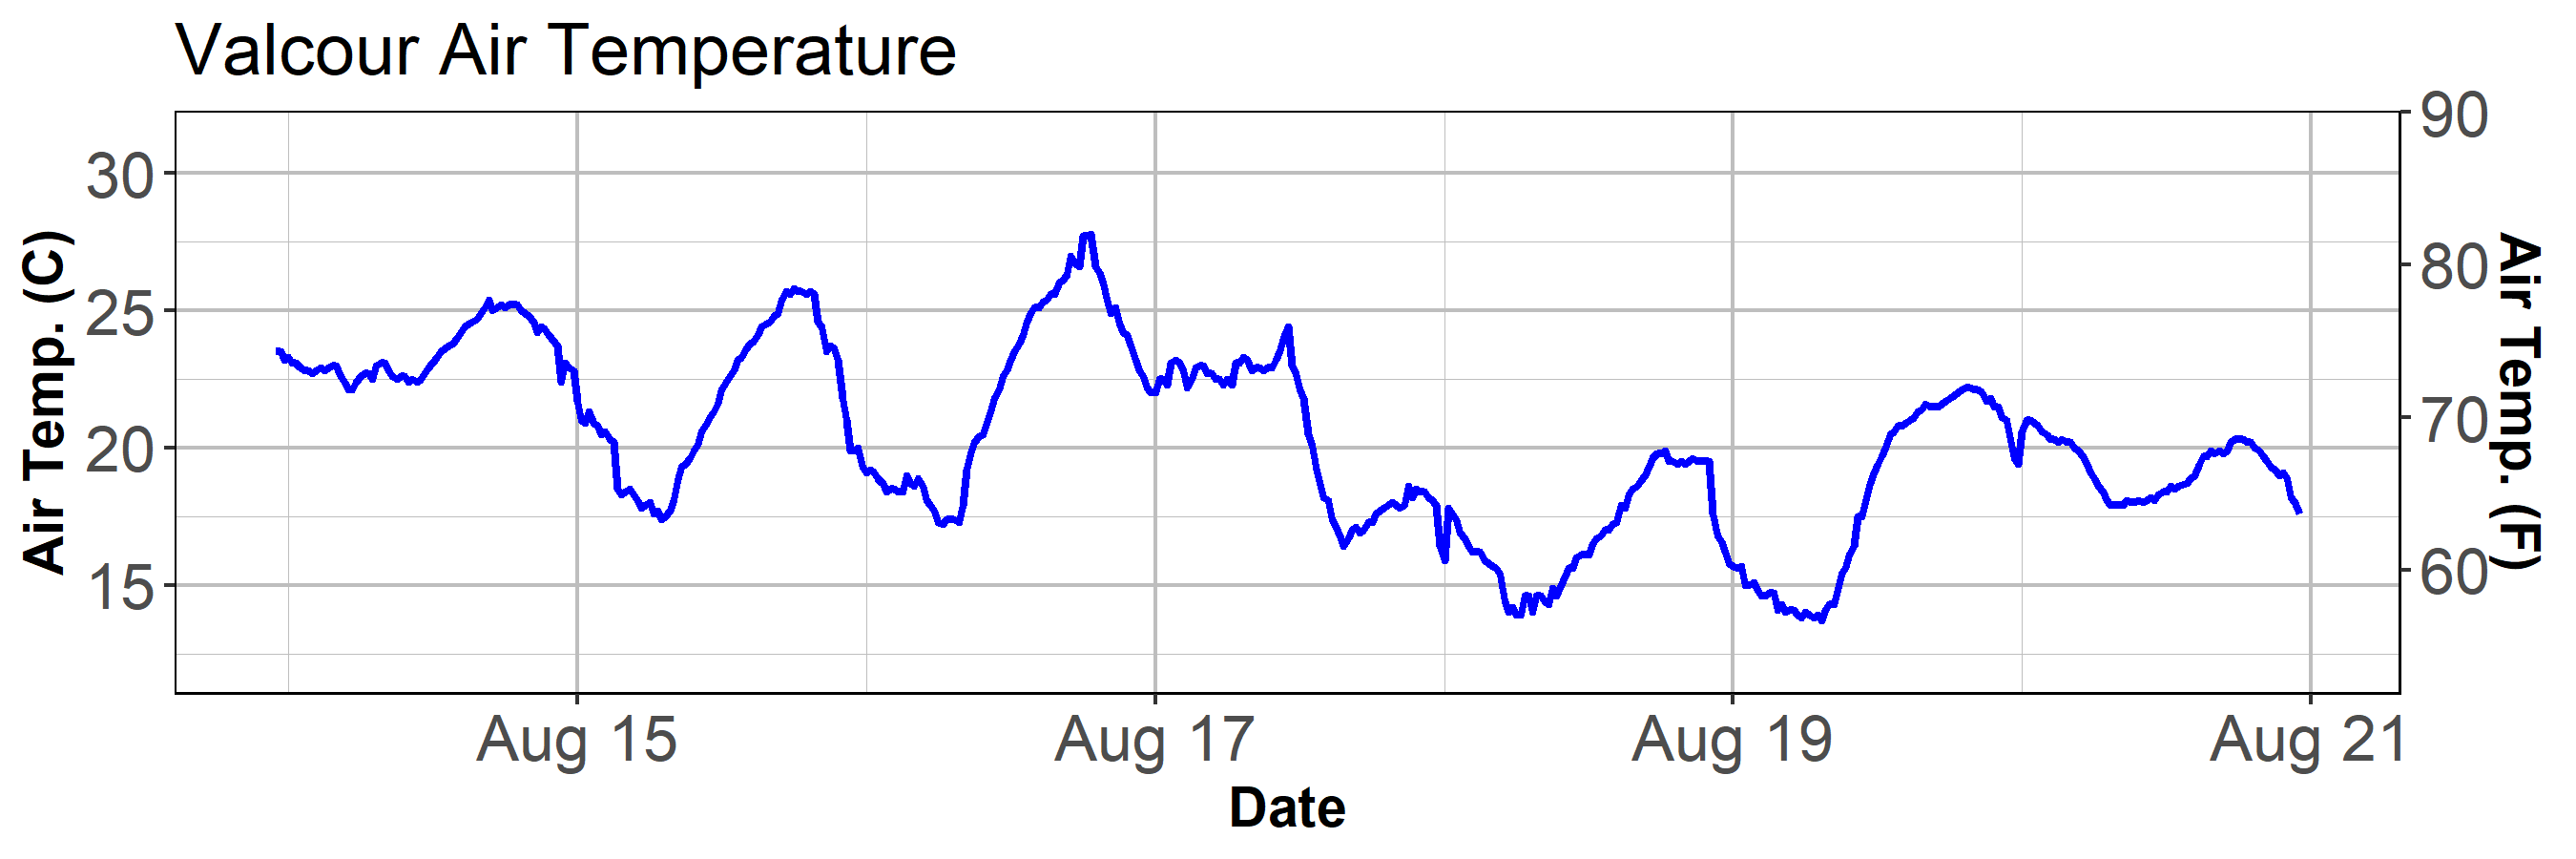 Valcour Air Temperature
30
25
20
15
Air Temp. (C)
90
80
70
60
Air Temp. (F)
Aug 15 Aug 17 Aug 19 Aug 21
Date